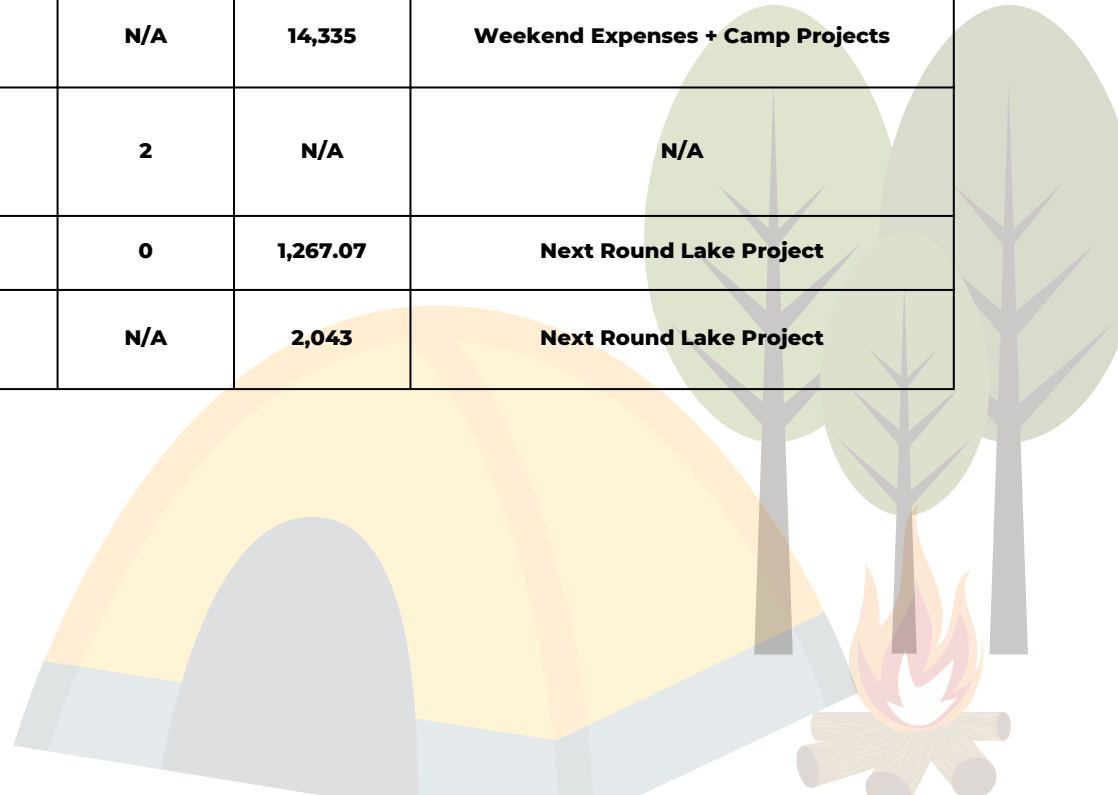 N/A 14,335 Weekend Expenses + Camp Projects
2 N/A N/A
0 1,267.07 Next Round Lake Project
N/A 2,043 Next Round Lake Project